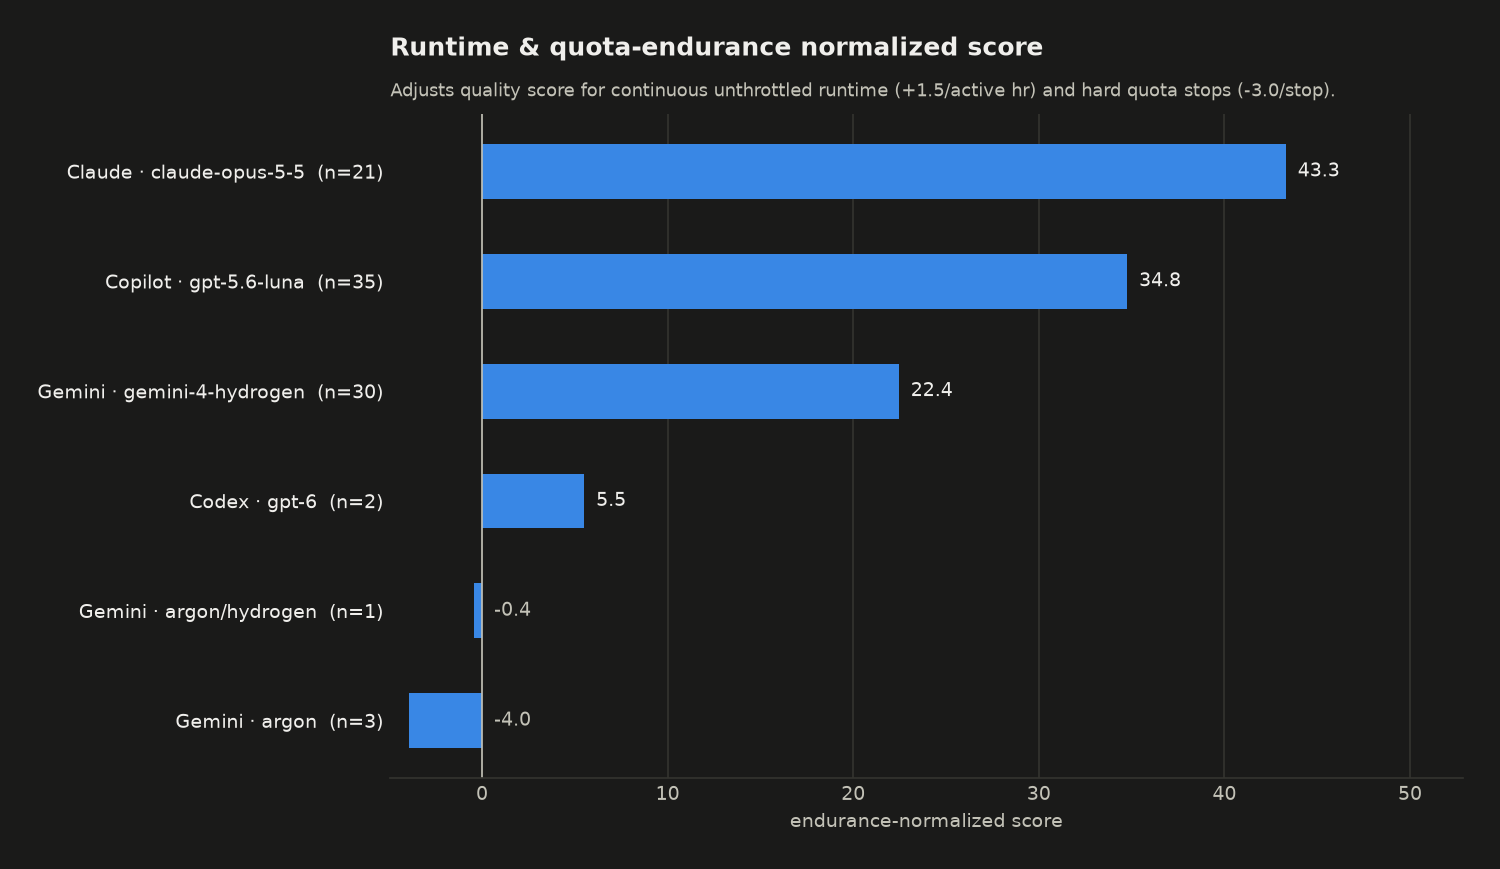 Runtime & quota-endurance normalized score
Adjusts quality score for continuous unthrottled runtime (+1.5/active hr) and hard quota stops (-3.0/stop).
Claude · claude-opus-5-5 (n=21)
43.3
Copilot · gpt-5.6-luna (n=35)
34.8
Gemini · gemini-4-hydrogen (n=30)
22.4
Codex · gpt-6 (n=2)
5.5
Gemini · argon/hydrogen (n=1)
-0.4
Gemini · argon (n=3)
-4.0
0 10 20 30 40 50
endurance-normalized score